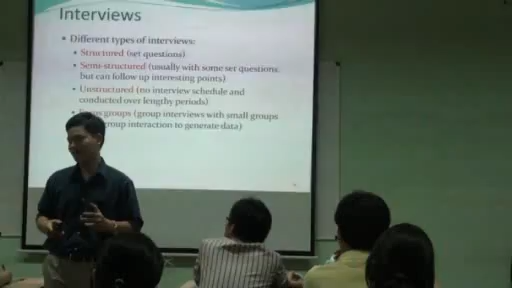 Interviews
• Different types of interviews:
• Structured (set questions)
• Semi-structured (usually with some set questions,
but can follow up interesting points)
• Unstructured (no interview schedule and
conducted over lengthy periods)
groups (group interviews with small groups
group interaction to generate data)